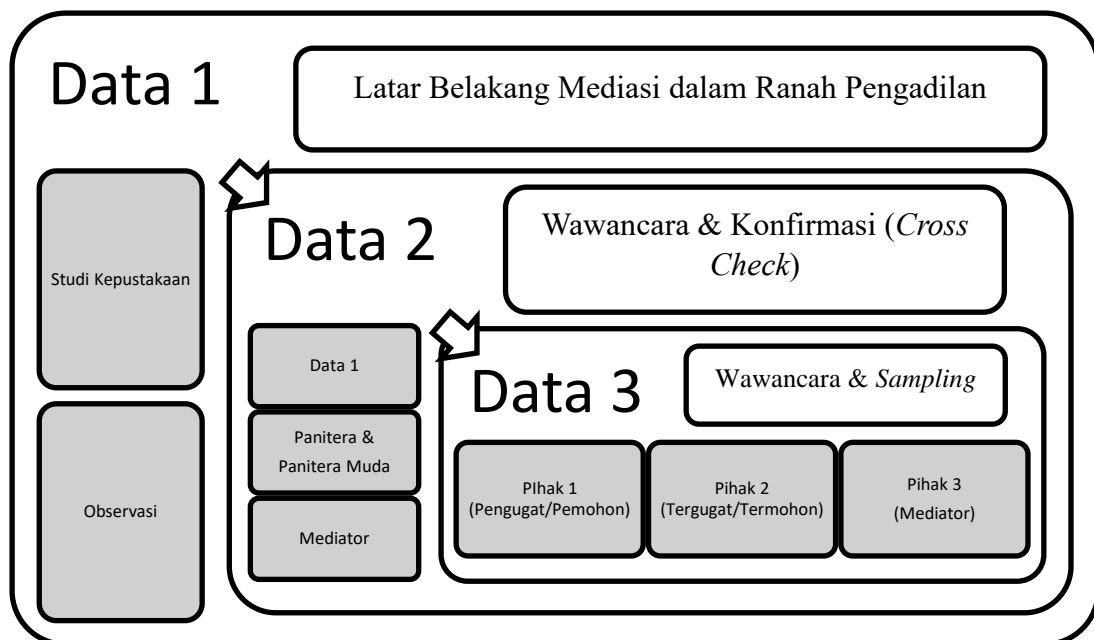 Data 1
Latar Belakang Mediasi dalam Ranah Pengadilan
Studi Kepustakaan
Observasi
Data 2
Wawancara & Konfirmasi (Cross
Check)
Data 1
Panitera &
Panitera Muda
Mediator
Data 3
Wawancara & Sampling
PIhak 1
(Pengugat/Pemohon)
Pihak 2
(Tergugat/Termohon)
Pihak 3
(Mediator)